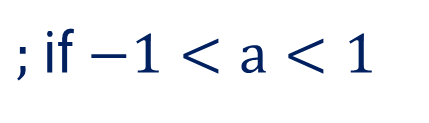 ; if −1 < a < 1